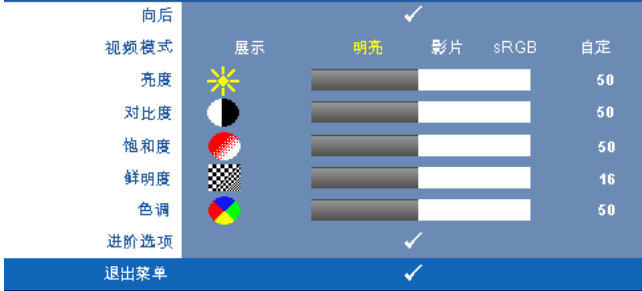 向后
视频模式 展示 明亮 影片 sRGB 自定
亮度 50
对比度 50
饱和度 50
鲜明度 16
色调 50
进阶选项
退出菜单